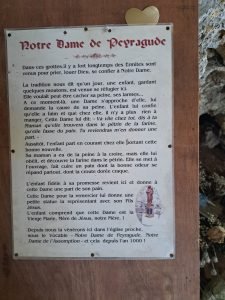 Notre Dame de Peyragude
Dans ces grottes, il y a fort longtemps des Ermites sont
venus pour prier, louer Dieu, se confier à Notre Dame.
La tradition nous dit qu'un jour, une enfant, gardant
quelques moutons, est venue se réfugier ici.
Elle voulait peut être cacher sa peine, ses larmes...
A ce moment-là, une Dame s'approche d'elle, lui
demande la cause de sa peine. L'enfant lui confie
qu'elle a faim et que chez elle, il n'y a plus rien à
manger. Cette Dame lui dit : «Va vite chez toi, dis à ta
Maman qu'elle trouvera dans le pétrin de la farine,
qu'elle fasse du pain. Tu reviendras m'en donner une
part.»
Aussitôt, l'enfant part en courant chez elle portant cette
bonne nouvelle.
Sa maman a eu de la peine à la croire, mais elle lui
obéit, et découvre la farine dans le pétrin. Elle se met à
l'ouvrage, fait cuire un pain dont la bonne odeur se
répand partout, dont la croute dorée craque.
L'enfant fidèle à sa promesse revient ici et donne à
cette Dame une part de son pain.
Cette Dame pour la remercier lui donne une
petite statue la représentant avec son Fils
Jésus.
L'enfant comprend que cette Dame est la
Vierge Marie, Mère de Jésus, notre Mère, !
Depuis nous la vénérons ici dans l'église proche,
sous le vocable - Notre Dame de Peyragude, Notre
Dame de l'Assomption - et cela depuis l'an 1000 !